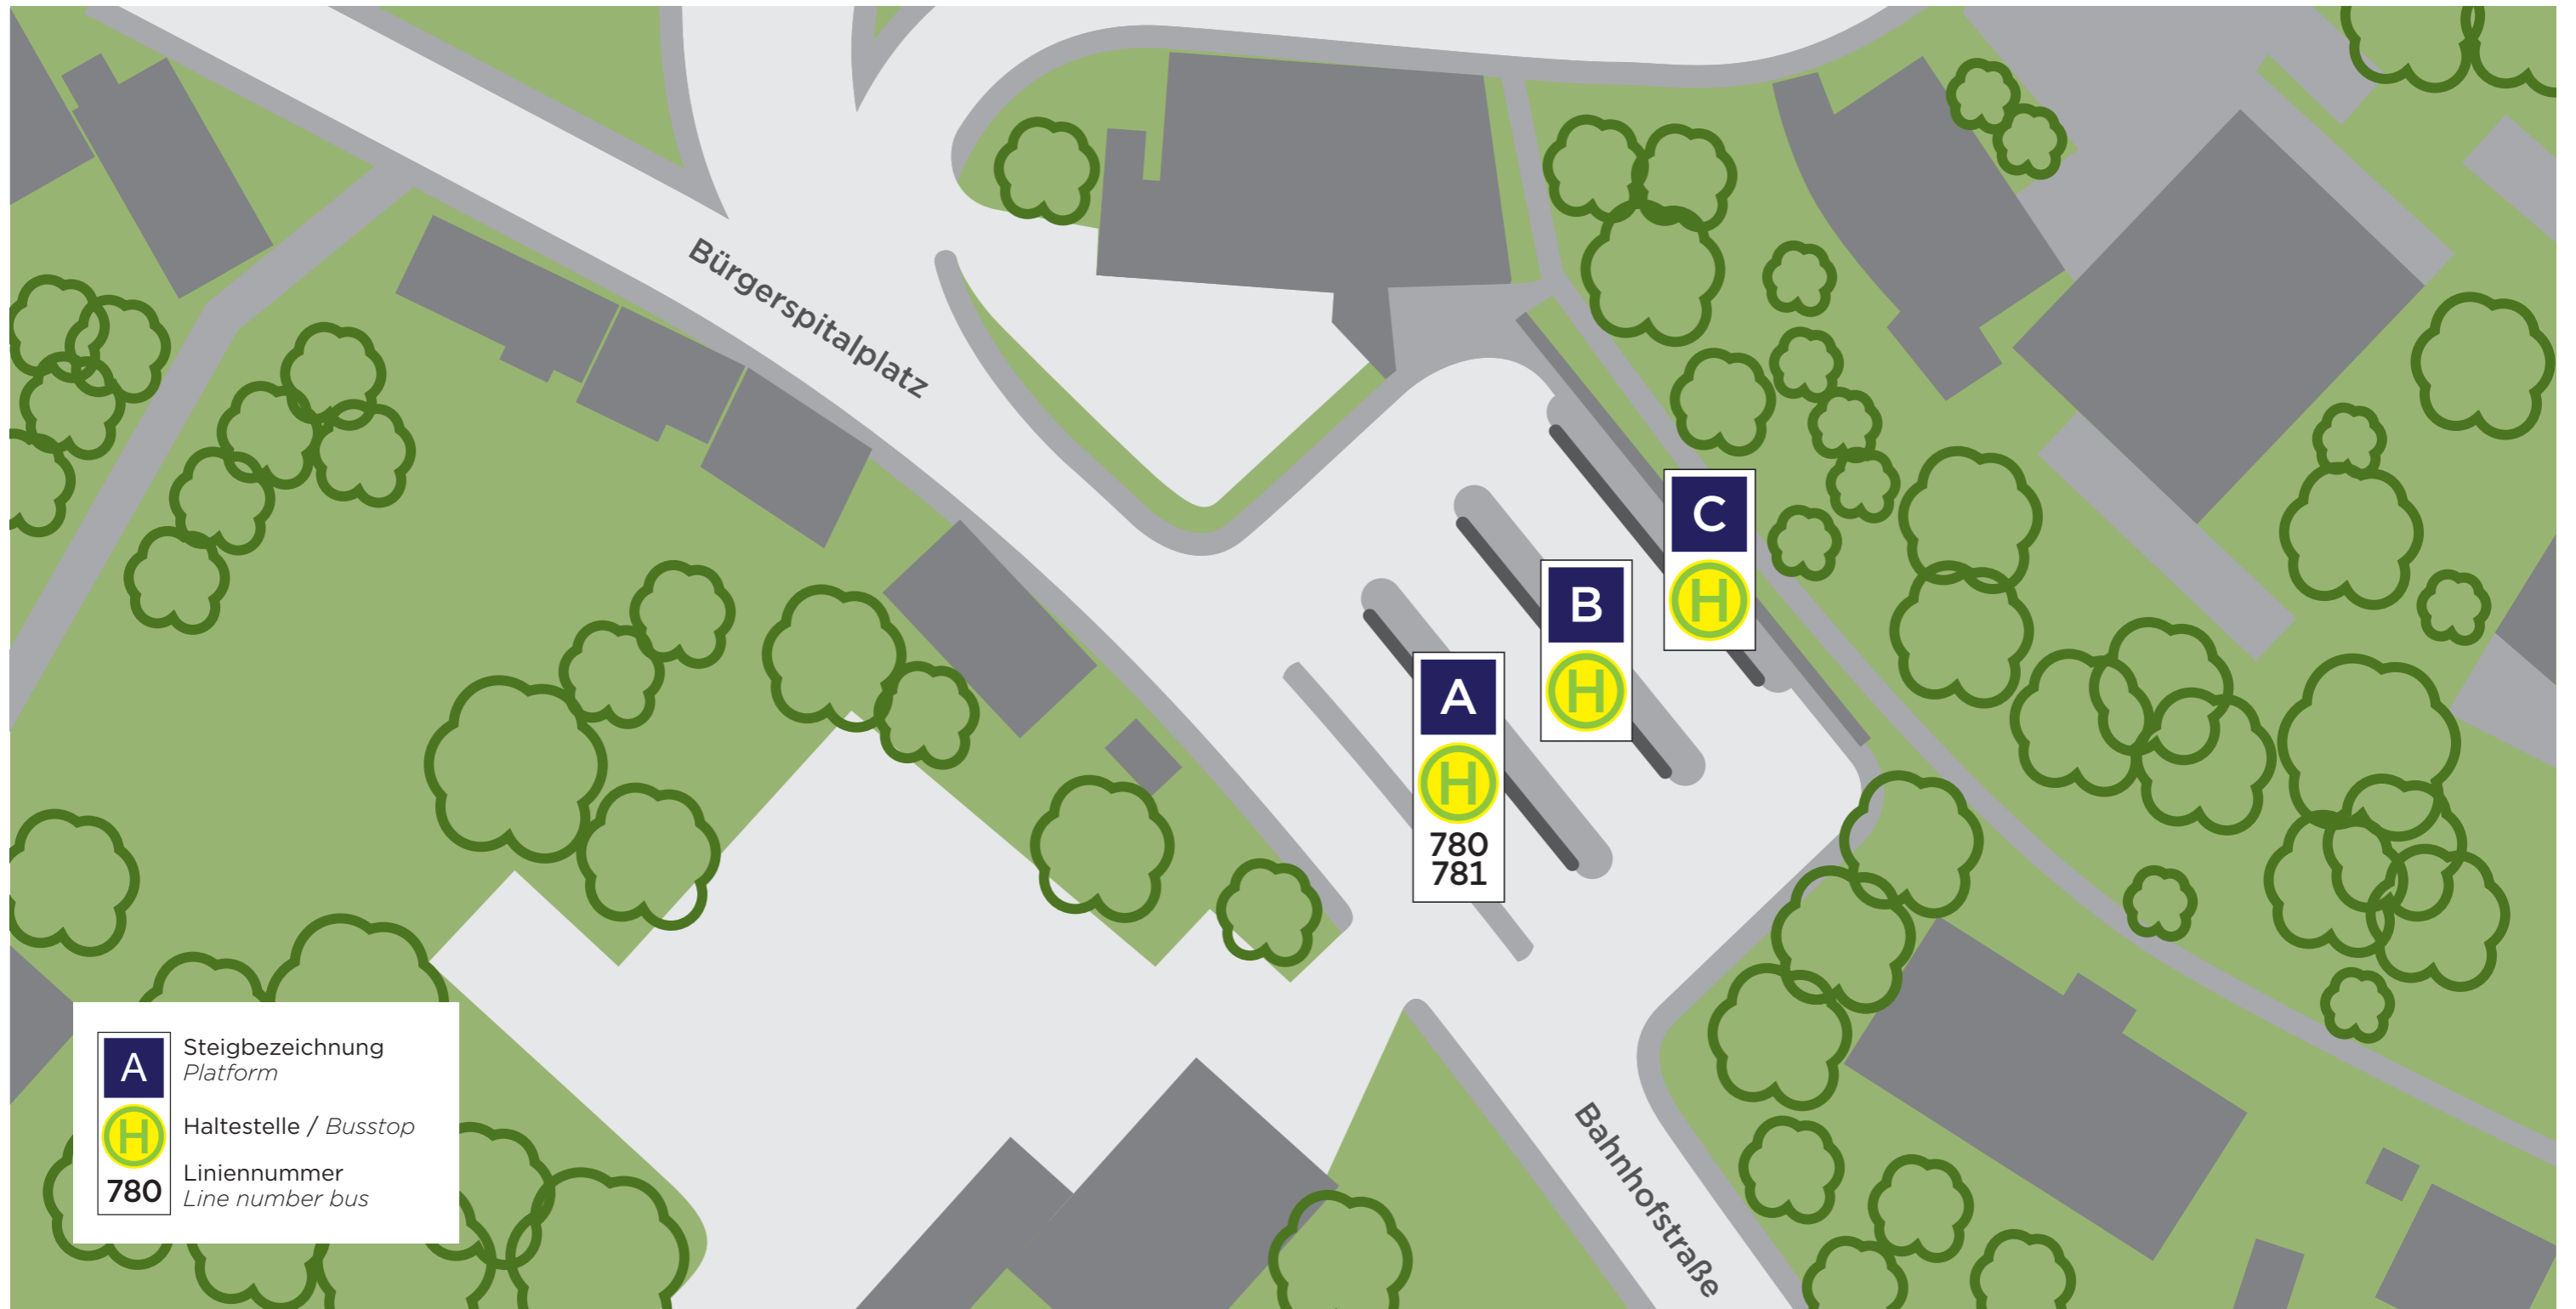 Bürgerspitalplatz
C
H
B
H
A
H
780
781
Bahnhofstraße
A
Steigbezeichnung
Platform
H
Haltestelle / Busstop
780
Liniennummer
Line number bus